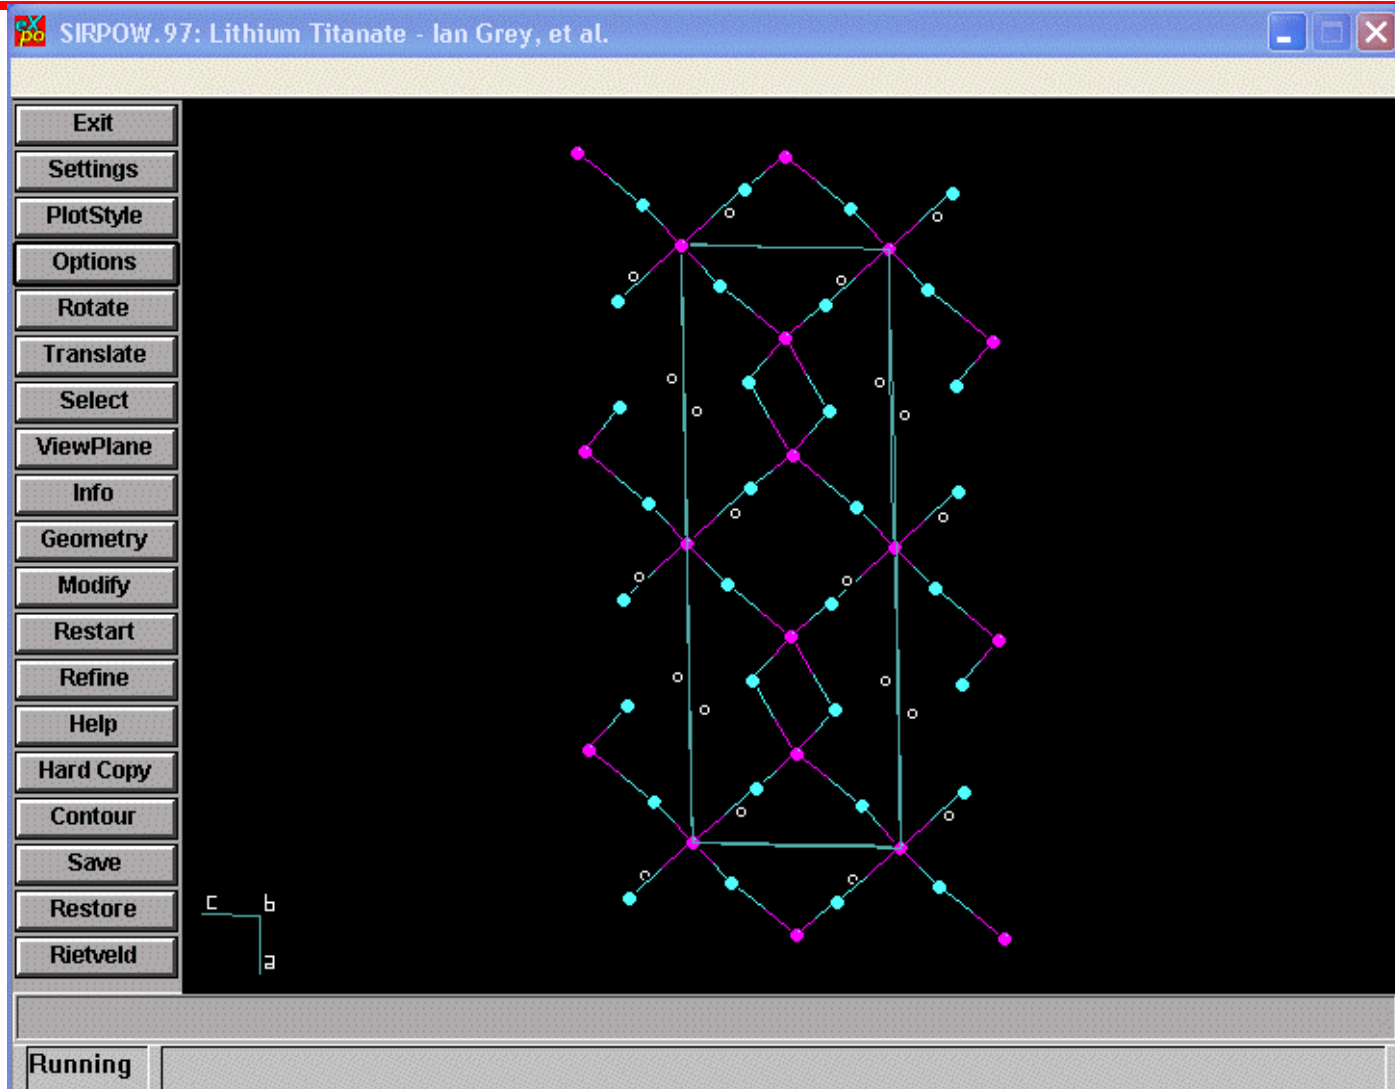 eXpo SIRPOW.97: Lithium Titanate - Ian Grey, et al.
Exit
Settings
PlotStyle
Options
Rotate
Translate
Select
ViewPlane
Info
Geometry
Modify
Restart
Refine
Help
Hard Copy
Contour
Save
Restore
Rietveld
c b
a
Running